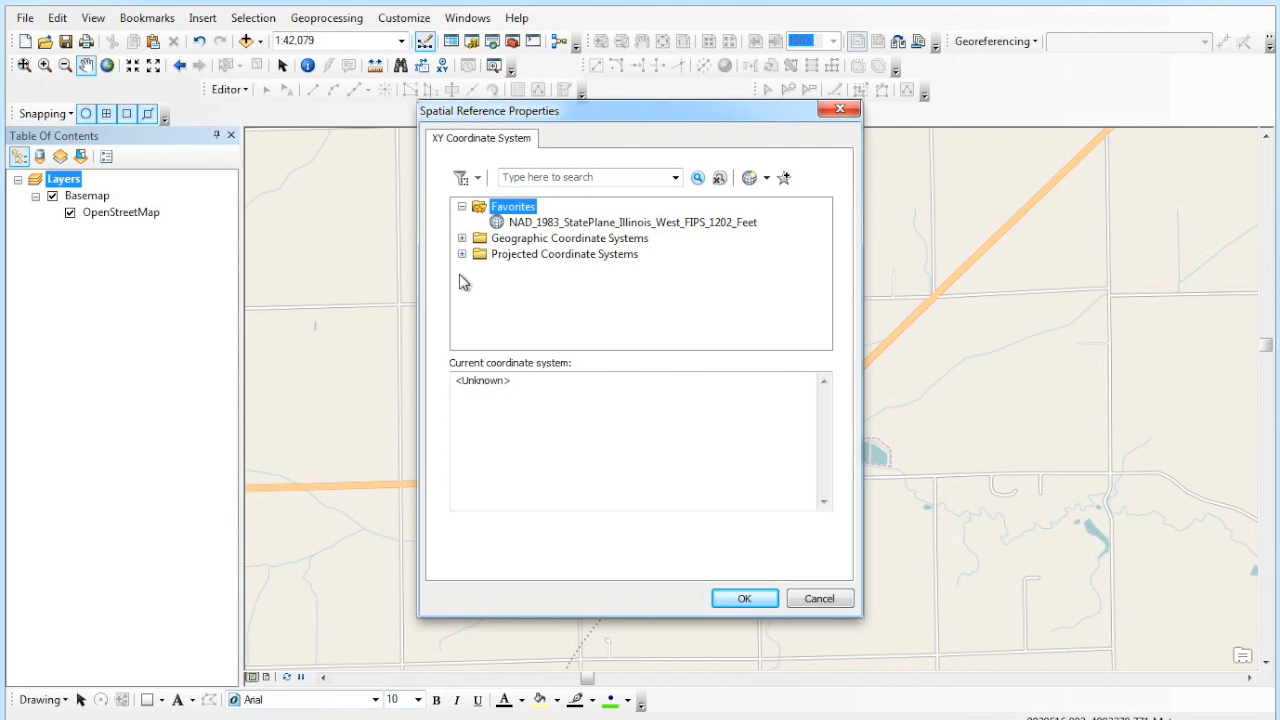 File Edit View Bookmarks Insert Selection Geoprocessing Customize Windows Help
1:42,079 100% Georeferencing
Editor
Snapping
Spatial Reference Properties
Table Of Contents
XY Coordinate System
Layers
Type here to search
Basemap
OpenStreetMap
Favorites
NAD_1983_StatePlane_Illinois_West_FIPS_1202_Feet
Geographic Coordinate Systems
Projected Coordinate Systems
Current coordinate system:
<Unknown>
OK Cancel
Drawing A Arial 10 B I U A